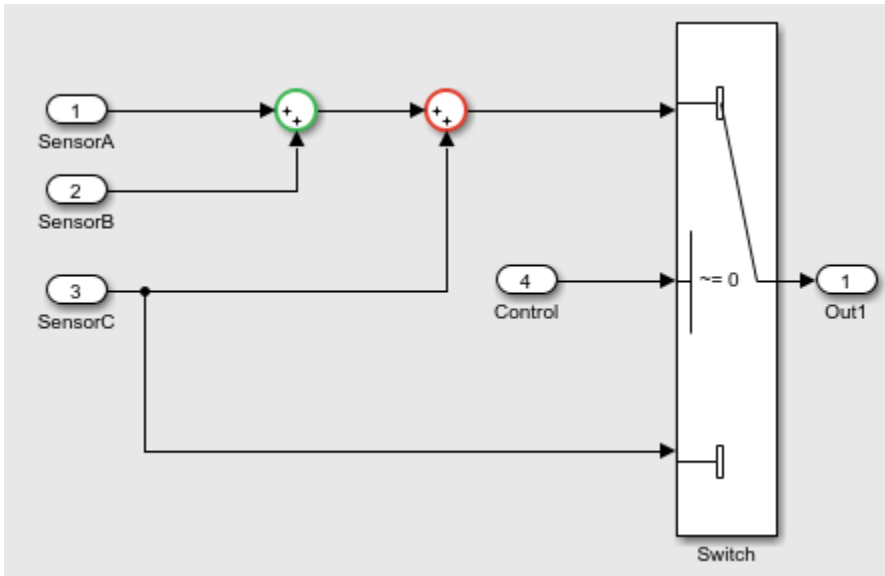 1
SensorA
2
SensorB
3
SensorC
4
Control
~= 0
1
Out1
Switch